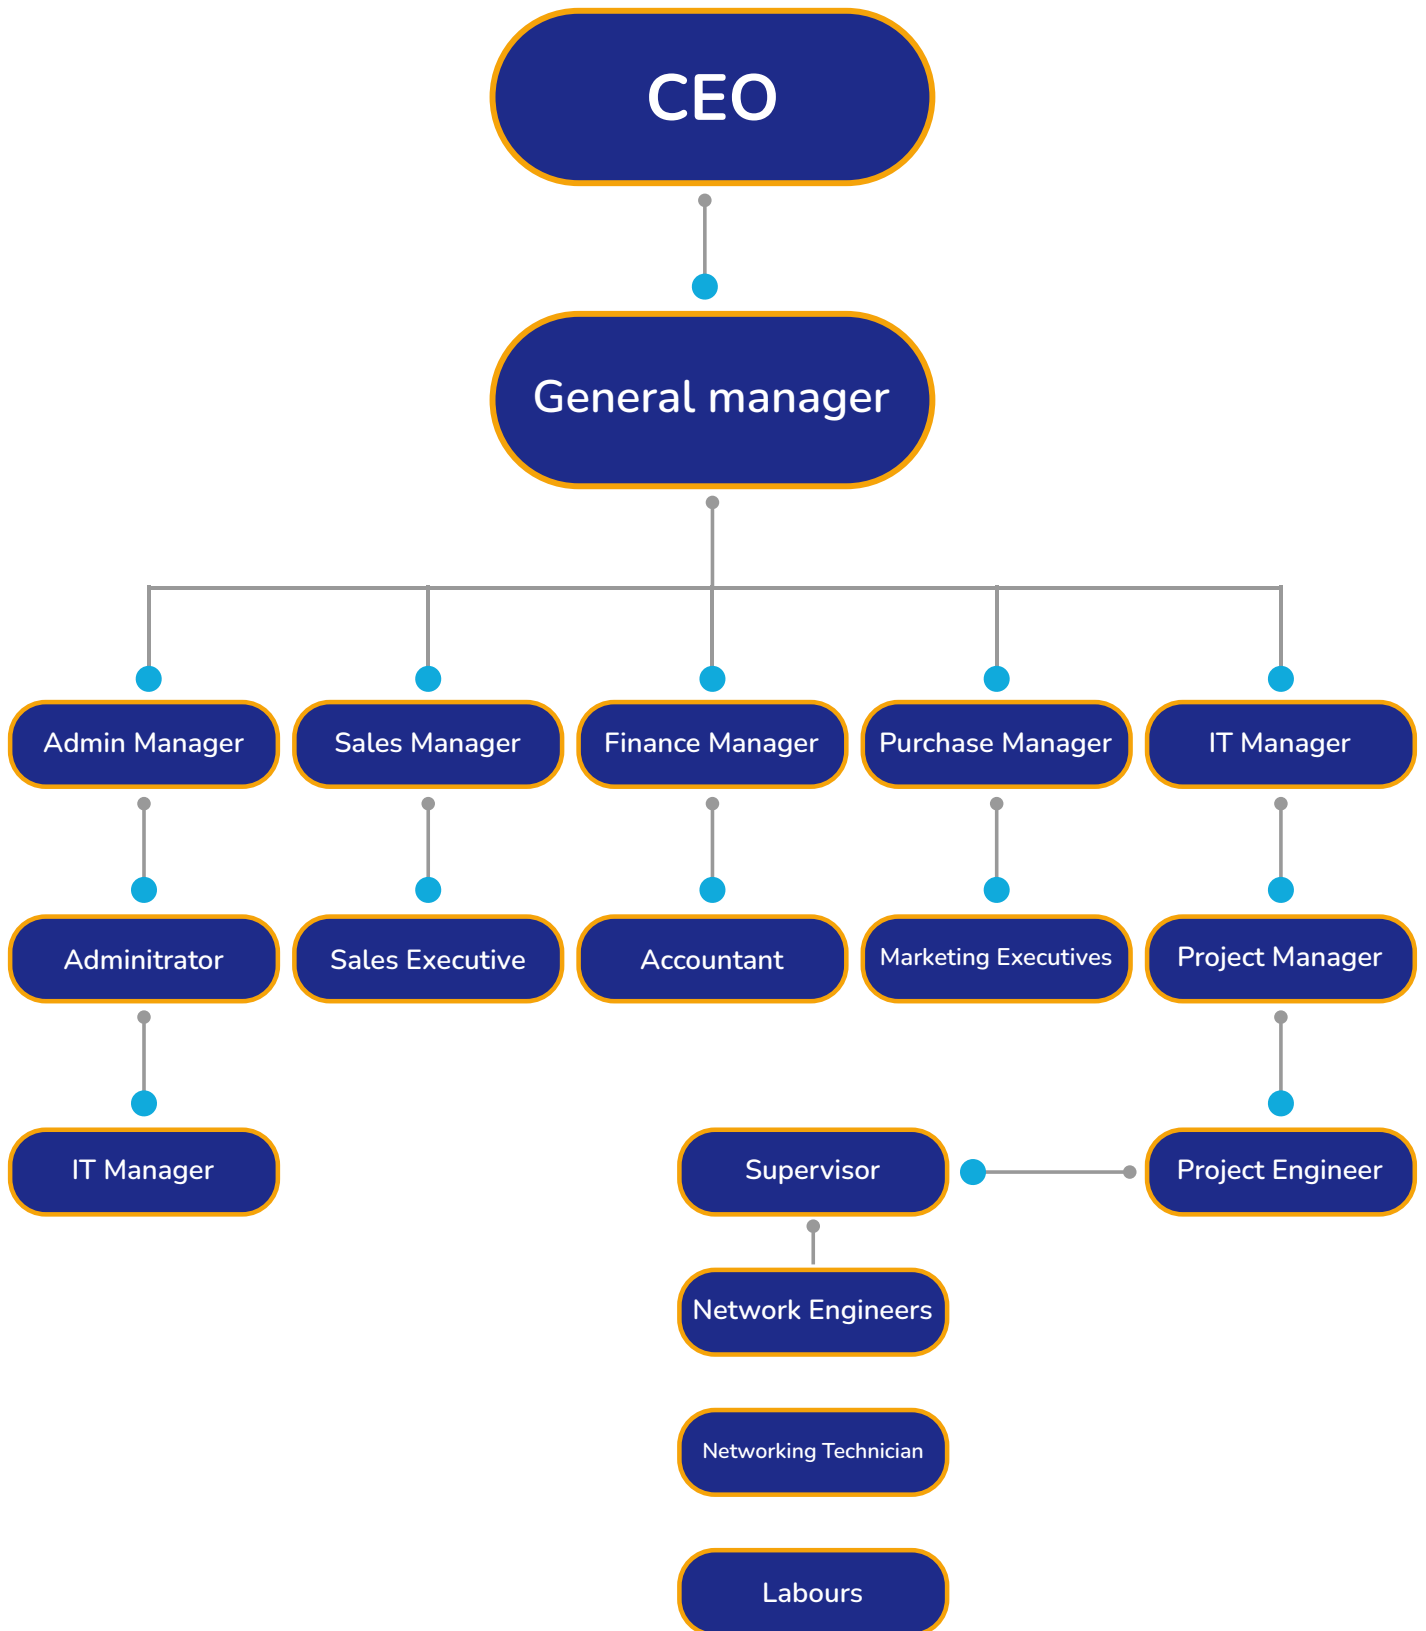 CEO
General manager
Admin Manager
Sales Manager
Finance Manager
Purchase Manager
IT Manager
Adminitrator
Sales Executive
Accountant
Marketing Executives
Project Manager
IT Manager
Supervisor
Project Engineer
Network Engineers
Networking Technician
Labours